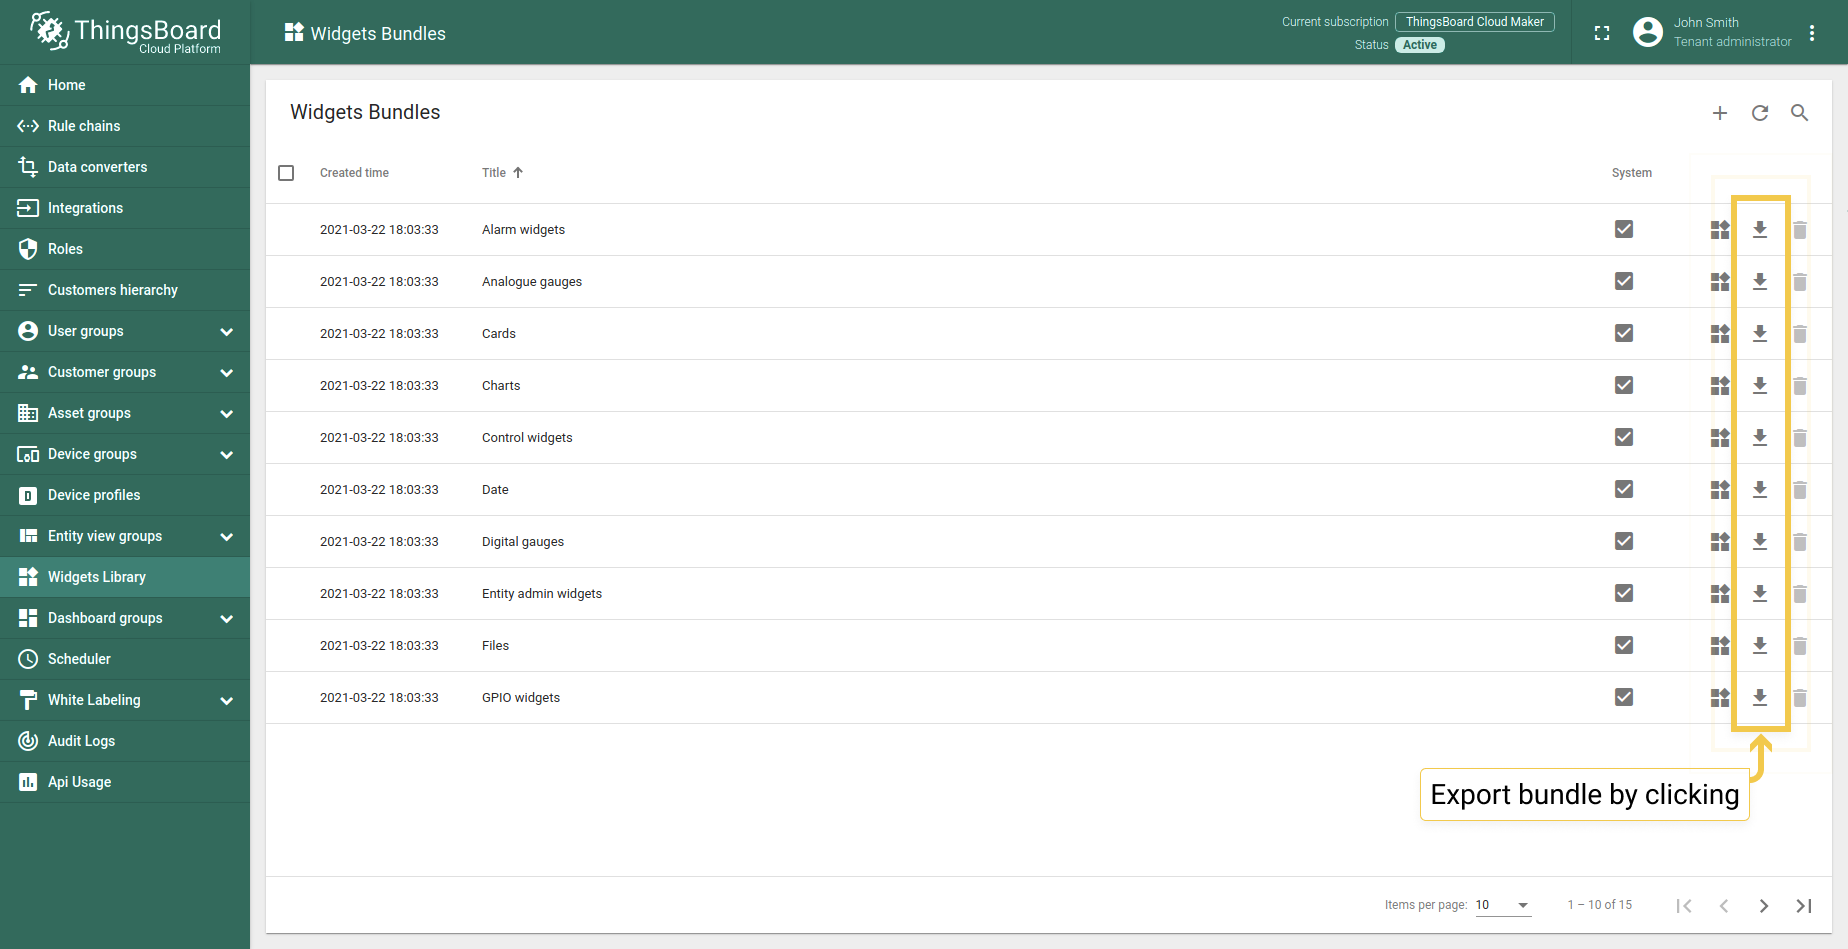 ThingsBoard
Cloud Platform
Widgets Bundles
Current subscription ThingsBoard Cloud Maker
Status Active
John Smith
Tenant administrator
Home
Rule chains
Data converters
Integrations
Roles
Customers hierarchy
User groups
Customer groups
Asset groups
Device groups
Device profiles
Entity view groups
Widgets Library
Dashboard groups
Scheduler
White Labeling
Audit Logs
Api Usage
Widgets Bundles
Created time Title System
2021-03-22 18:03:33 Alarm widgets
2021-03-22 18:03:33 Analogue gauges
2021-03-22 18:03:33 Cards
2021-03-22 18:03:33 Charts
2021-03-22 18:03:33 Control widgets
2021-03-22 18:03:33 Date
2021-03-22 18:03:33 Digital gauges
2021-03-22 18:03:33 Entity admin widgets
2021-03-22 18:03:33 Files
2021-03-22 18:03:33 GPIO widgets
Export bundle by clicking
Items per page: 10 1 – 10 of 15